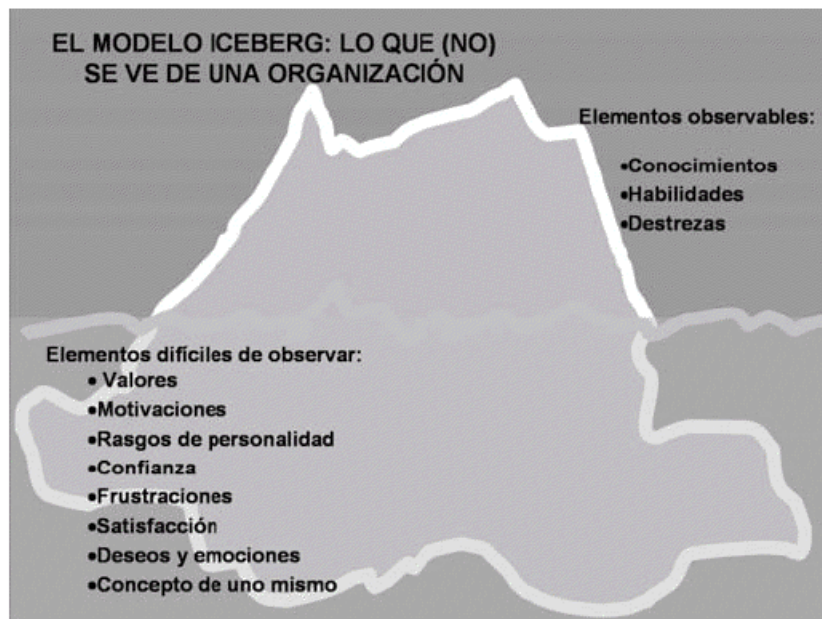 EL MODELO ICEBERG: LO QUE (NO)
SE VE DE UNA ORGANIZACIÓN
Elementos observables:
•Conocimientos
•Habilidades
•Destrezas
Elementos difíciles de observar:
• Valores
•Motivaciones
•Rasgos de personalidad
•Confianza
•Frustraciones
•Satisfacción
•Deseos y emociones
•Concepto de uno mismo